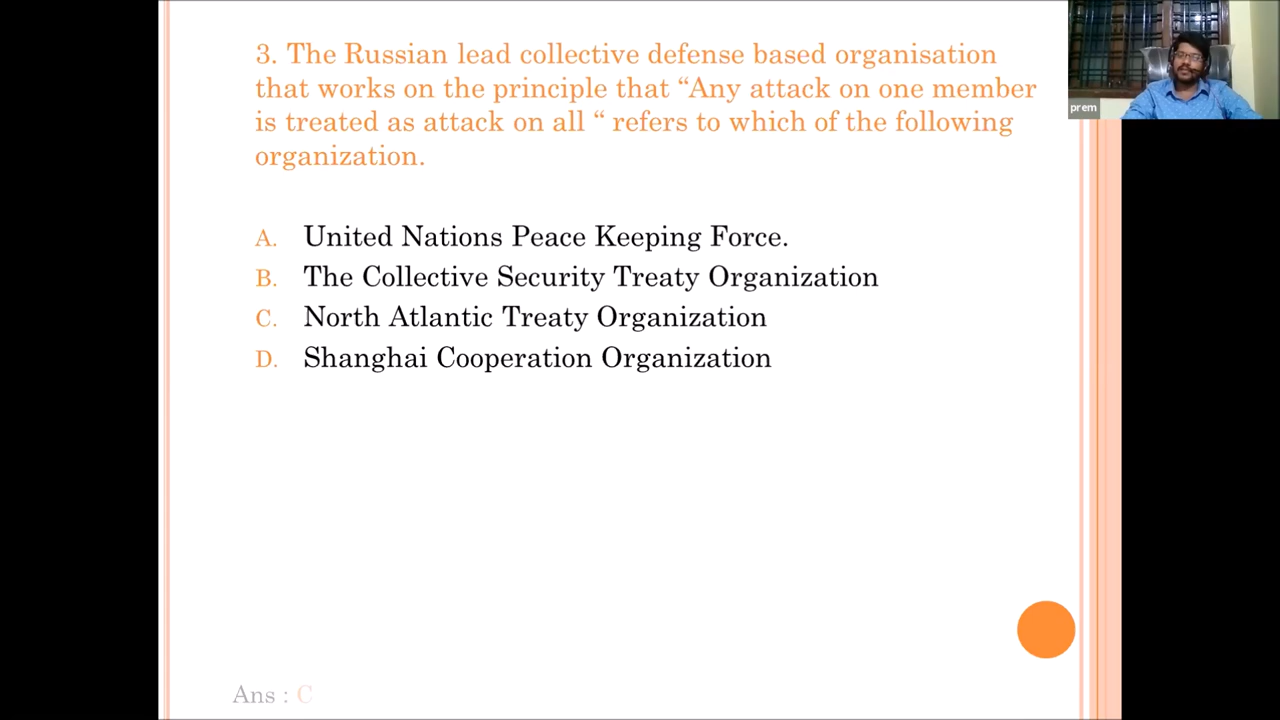 3. The Russian lead collective defense based organisation
that works on the principle that “Any attack on one member
is treated as attack on all “ refers to which of the following
organization.
A. United Nations Peace Keeping Force.
B. The Collective Security Treaty Organization
C. North Atlantic Treaty Organization
D. Shanghai Cooperation Organization
Ans : C
prem